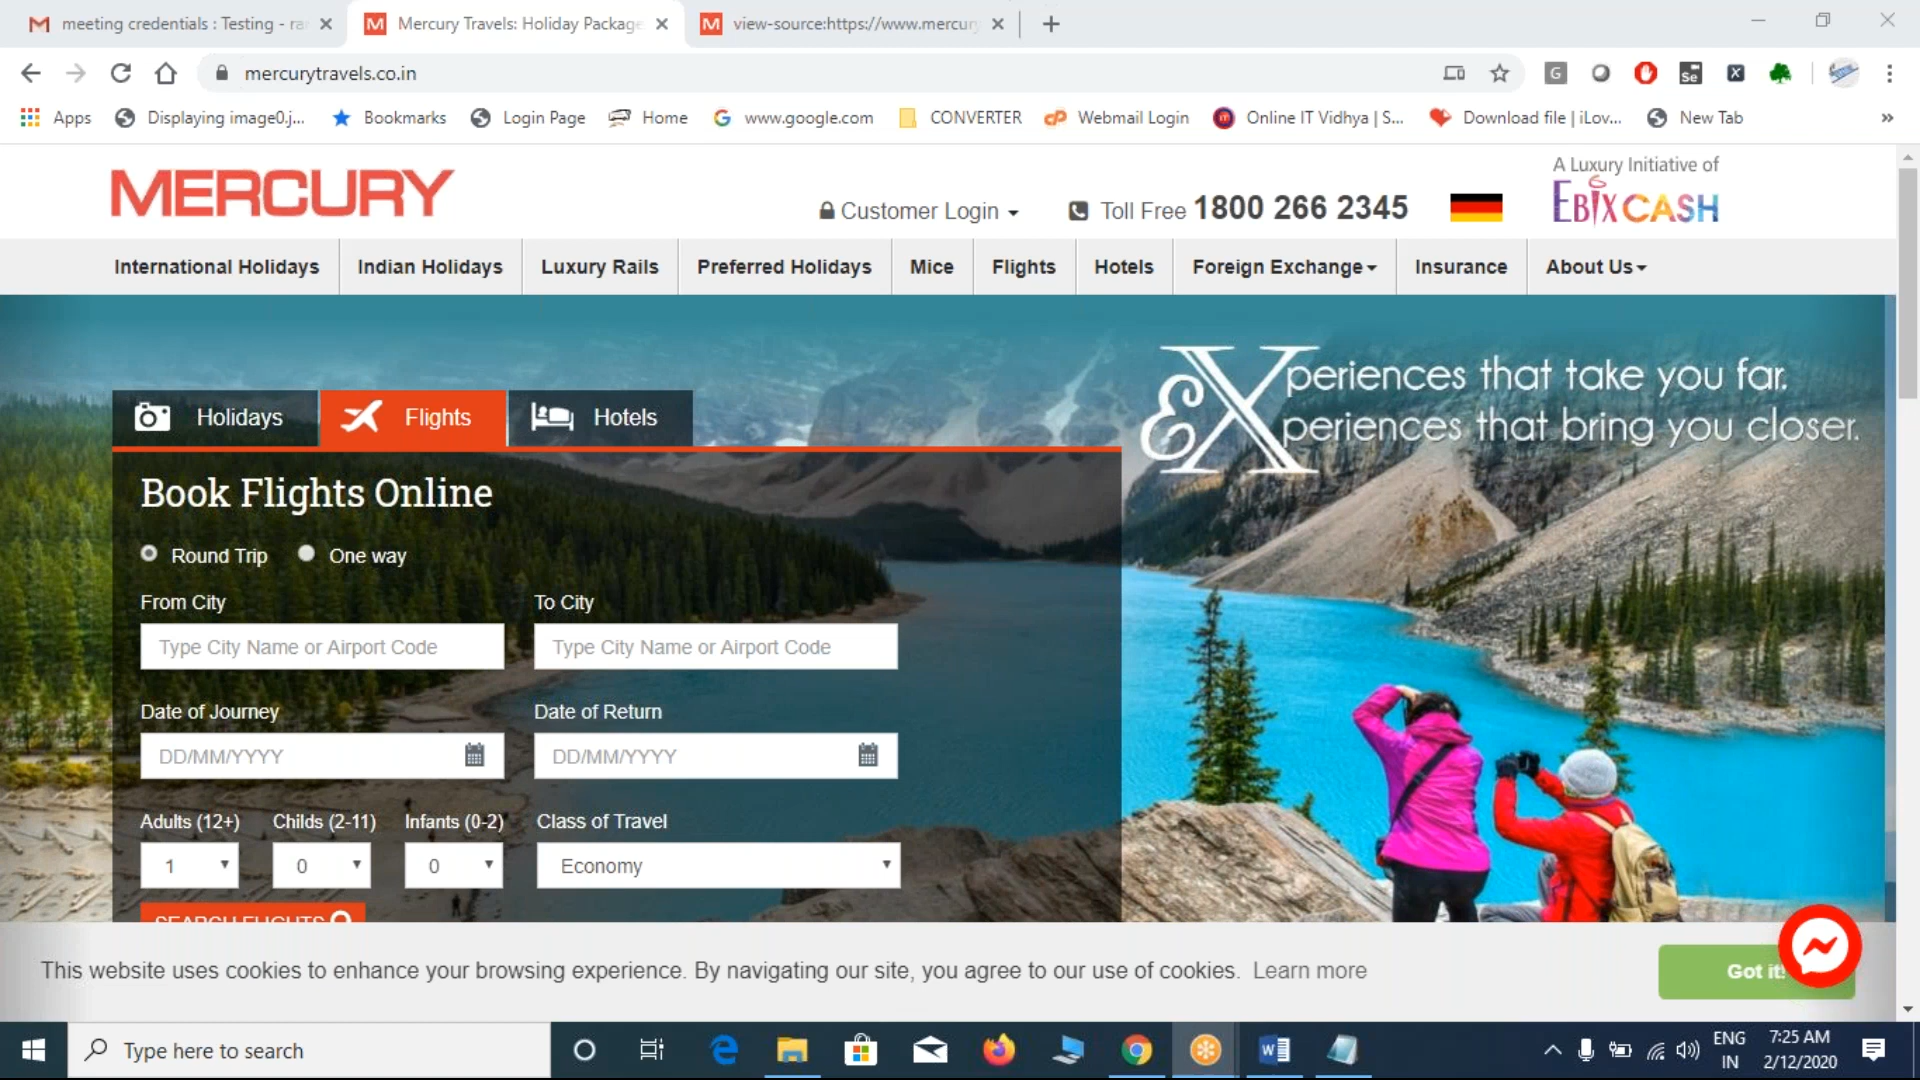 meeting credentials : Testing - ra
Mercury Travels: Holiday Package
view-source:https://www.mercury
mercurytravels.co.in
Apps
Displaying image0.j...
Bookmarks
Login Page
Home
www.google.com
CONVERTER
Webmail Login
Online IT Vidhya | S...
Download file | iLov...
New Tab
»
MERCURY
Customer Login
Toll Free 1800 266 2345
A Luxury Initiative of
EBIXCASH
International Holidays
Indian Holidays
Luxury Rails
Preferred Holidays
Mice
Flights
Hotels
Foreign Exchange
Insurance
About Us
eXperiences that take you far.
eXperiences that bring you closer.
Holidays
Flights
Hotels
Book Flights Online
Round Trip
One way
From City
To City
Type City Name or Airport Code
Type City Name or Airport Code
Date of Journey
Date of Return
DD/MM/YYYY
DD/MM/YYYY
Adults (12+)
Childs (2-11)
Infants (0-2)
Class of Travel
1
0
0
Economy
SEARCH FLIGHTS
This website uses cookies to enhance your browsing experience. By navigating our site, you agree to our use of cookies. Learn more
Got it!
Type here to search
ENG
IN
7:25 AM
2/12/2020